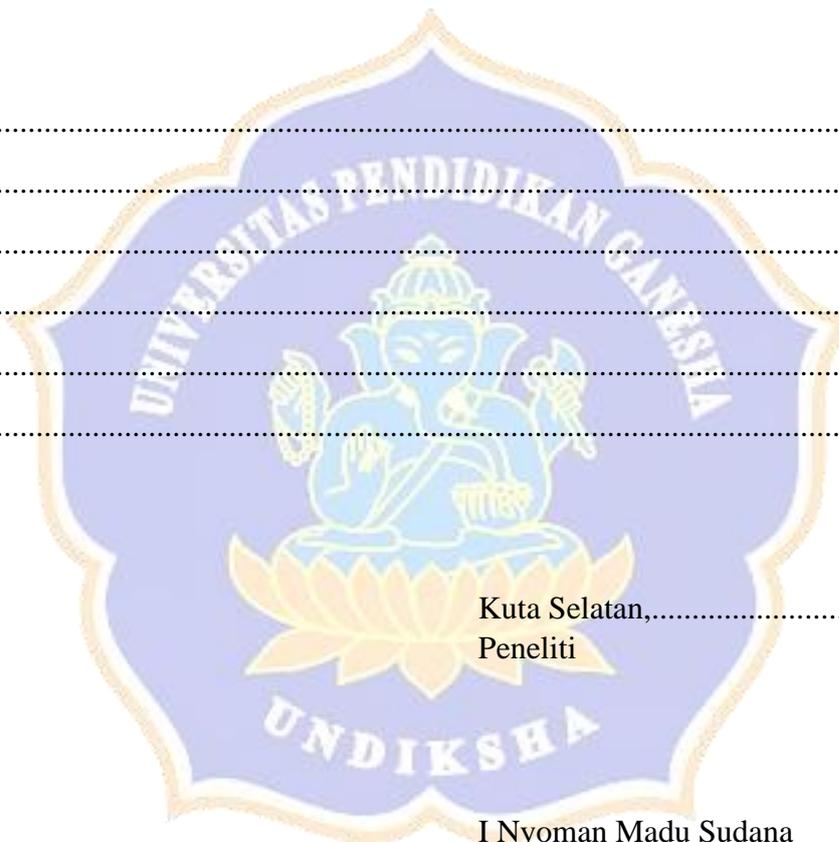 ................................................................................
................................................................................
................................................................................
................................................................................
................................................................................
................................................................................
UNIVERSITAS PENDIDIKAN GANESHA
Kuta Selatan,........................
Peneliti
UNDIKSHA
I Nyoman Madu Sudana